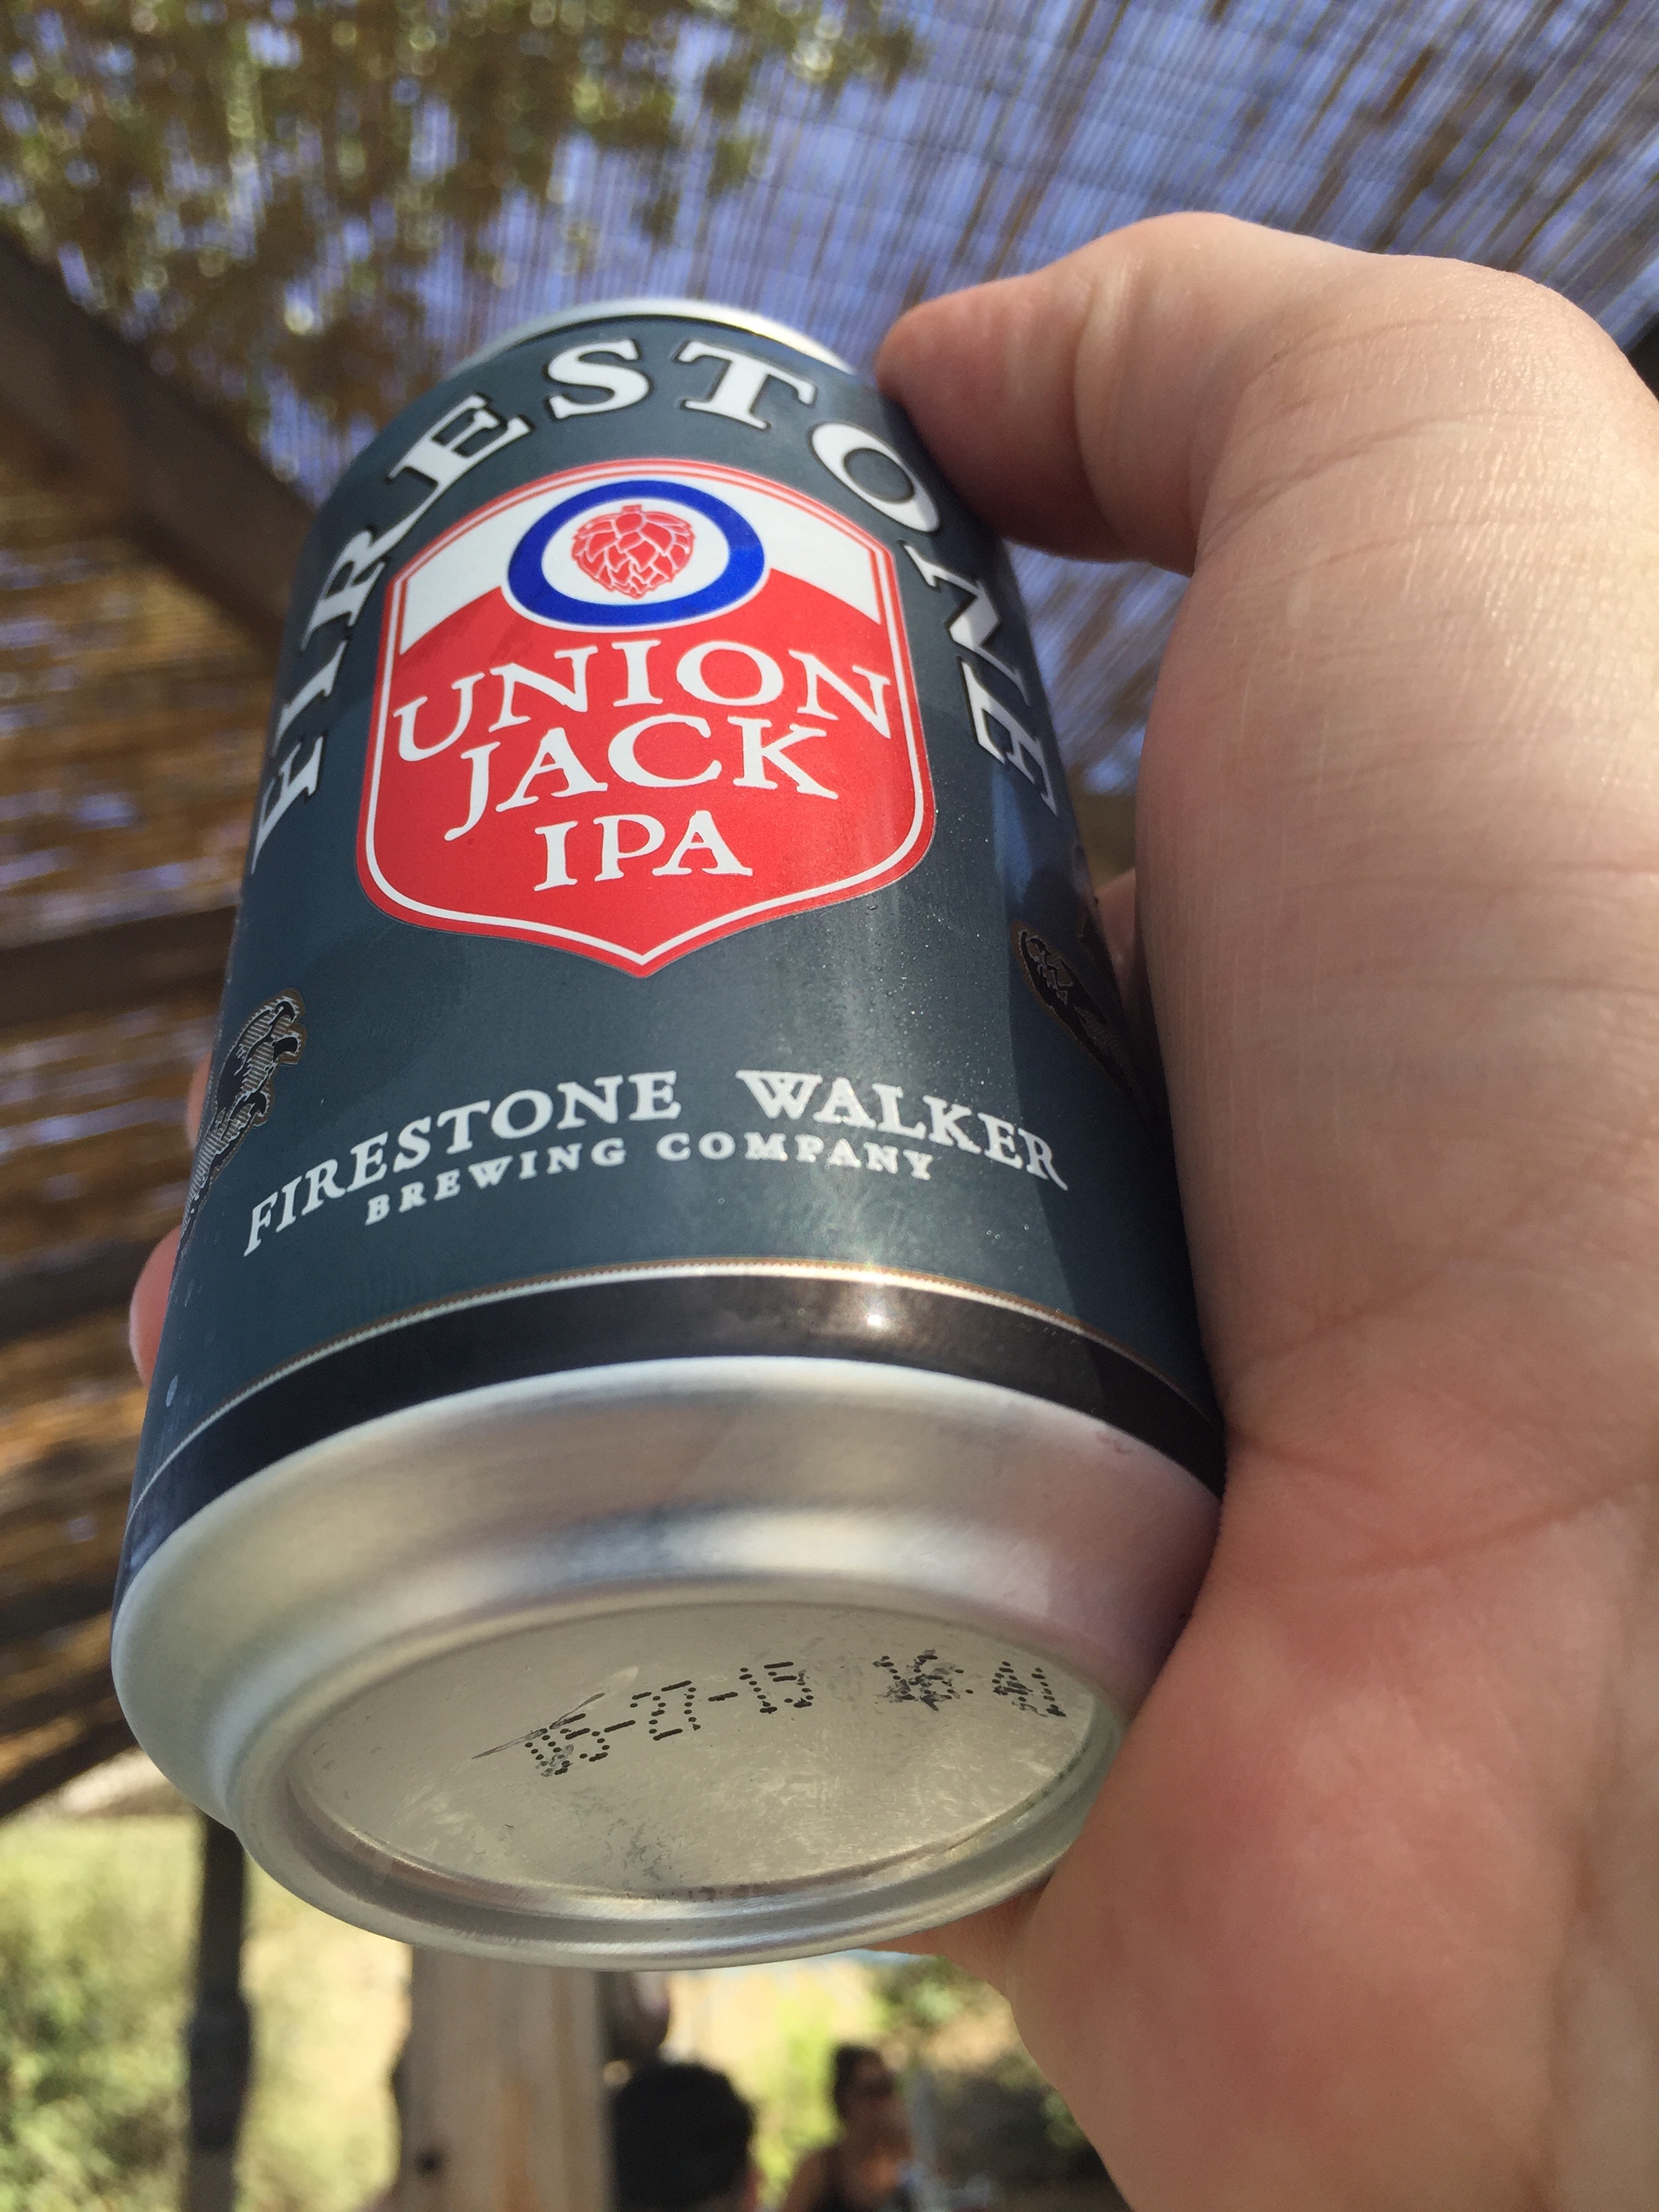 FIRESTONE
UNION
JACK
IPA
FIRESTONE WALKER
BREWING COMPANY